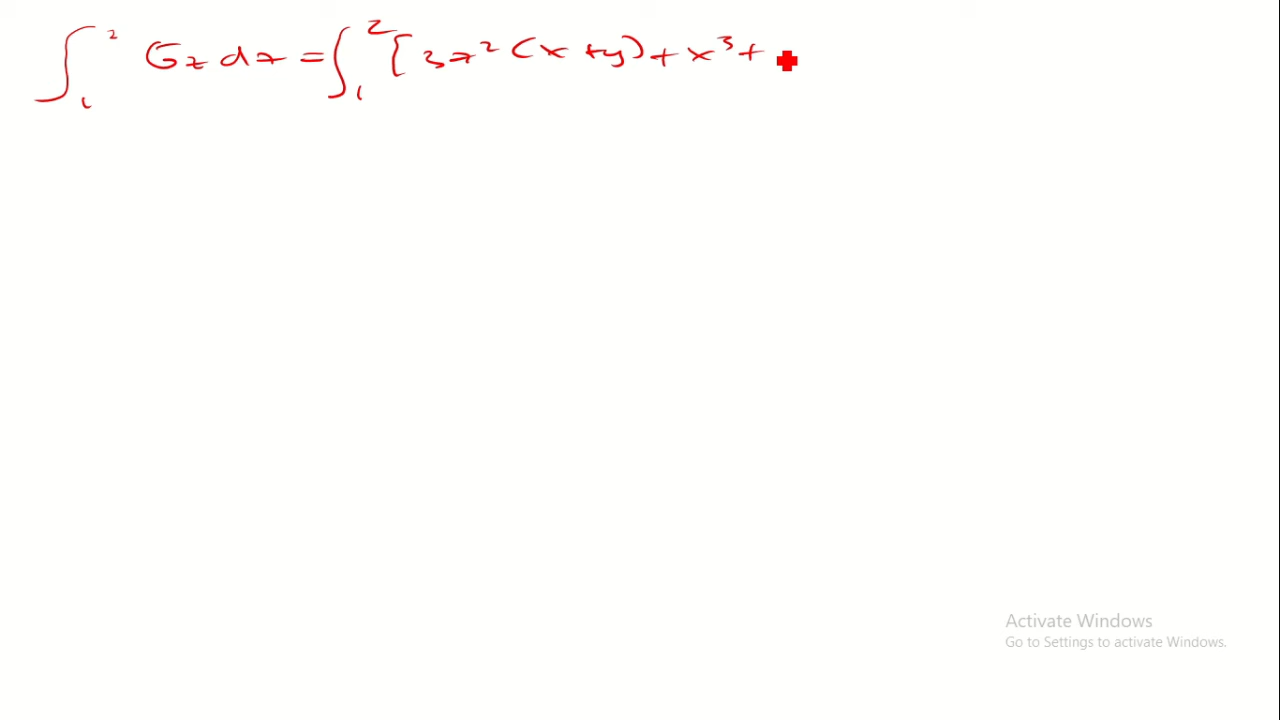 ∫₁² G_z dz = ∫₁² [3z² (x + y) + x³ +
Activate Windows
Go to Settings to activate Windows.